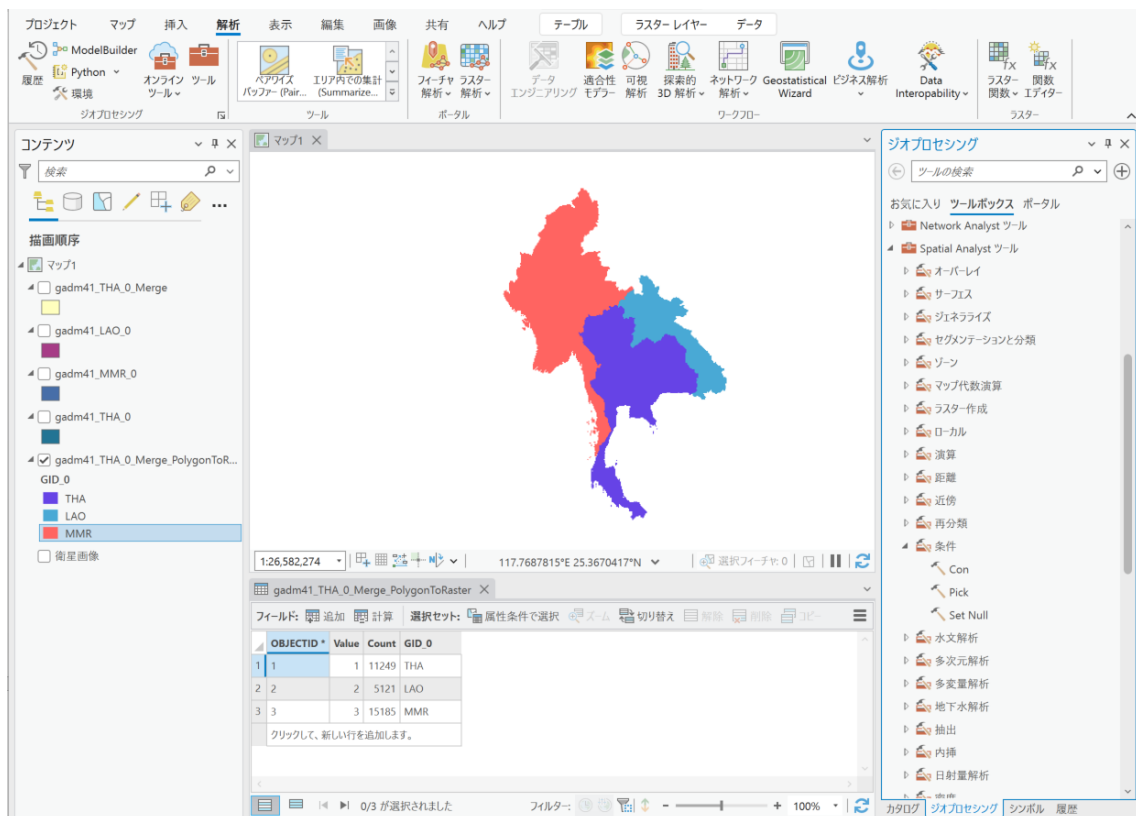 プロジェクト マップ 挿入 解析 表示 編集 画像 共有 ヘルプ テーブル ラスター レイヤー データ
履歴
ModelBuilder
Python
環境
オンライン ツール
ツール
ジオプロセシング
ペアワイズ バッファー (Pair...
エリア内での集計 (Summarize...
ツール
フィーチャ 解析
ラスター 解析
ポータル
データ エンジニアリング
適合性 モデラー
可視 解析
探索的 3D 解析
ネットワーク 解析
Geostatistical Wizard
ビジネス解析
Data Interopability
ワークフロー
ラスター 関数
関数 エディター
ラスター
コンテンツ
検索
描画順序
マップ1
gadm41_THA_0_Merge
gadm41_LAO_0
gadm41_MMR_0
gadm41_THA_0
gadm41_THA_0_Merge_PolygonToR...
GID_0
THA
LAO
MMR
衛星画像
マップ1
1:26,582,274
117.7687815°E 25.3670417°N
選択フィーチャ: 0
gadm41_THA_0_Merge_PolygonToRaster
フィールド: 追加 計算 選択セット: 属性条件で選択 ズーム 切り替え 解除 削除 コピー
OBJECTID * Value Count GID_0
1 1 1 11249 THA
2 2 2 5121 LAO
3 3 3 15185 MMR
クリックして、新しい行を追加します。
0/3 が選択されました
フィルター:
100%
ジオプロセシング
ツールの検索
お気に入り ツールボックス ポータル
Network Analyst ツール
Spatial Analyst ツール
オーバーレイ
サーフェス
ジェネラライズ
セグメンテーションと分類
ゾーン
マップ代数演算
ラスター作成
ローカル
演算
距離
近傍
再分類
条件
Con
Pick
Set Null
水文解析
多次元解析
多変量解析
地下水解析
抽出
内挿
日射量解析
密度
カタログ ジオプロセシング シンボル 履歴